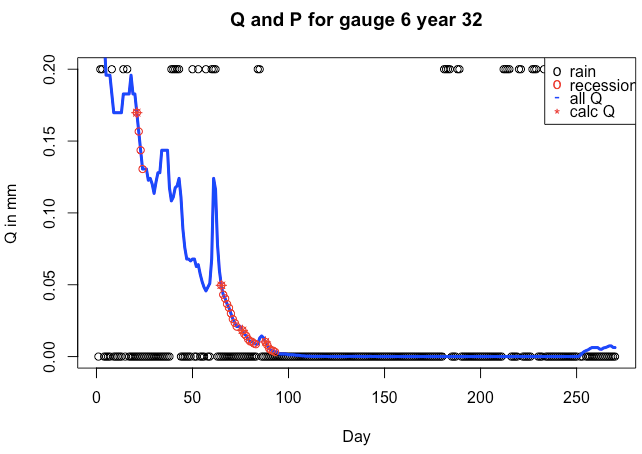 Q and P for gauge 6 year 32
Q in mm
0.20
0.15
0.10
0.05
0.00
o rain
o recession
- all Q
* calc Q
0 50 100 150 200 250
Day